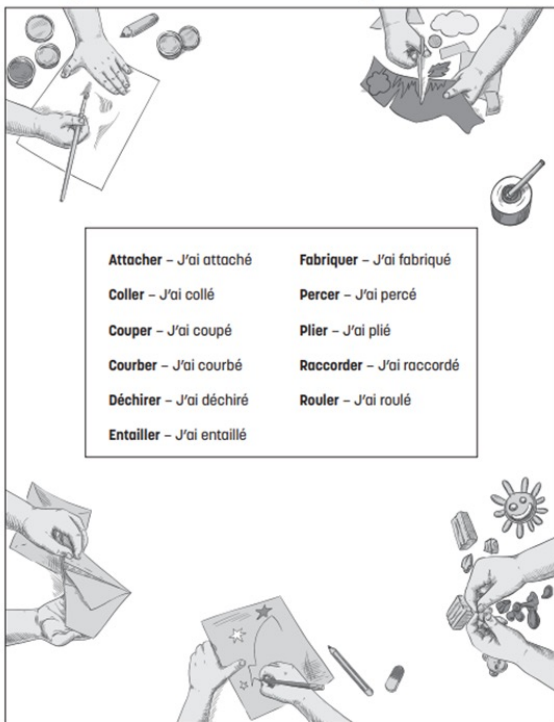 Attacher – J'ai attaché
Coller – J'ai collé
Couper – J'ai coupé
Courber – J'ai courbé
Déchirer – J'ai déchiré
Entailler – J'ai entaillé
Fabriquer – J'ai fabriqué
Percer – J'ai percé
Plier – J'ai plié
Raccorder – J'ai raccordé
Rouler – J'ai roulé